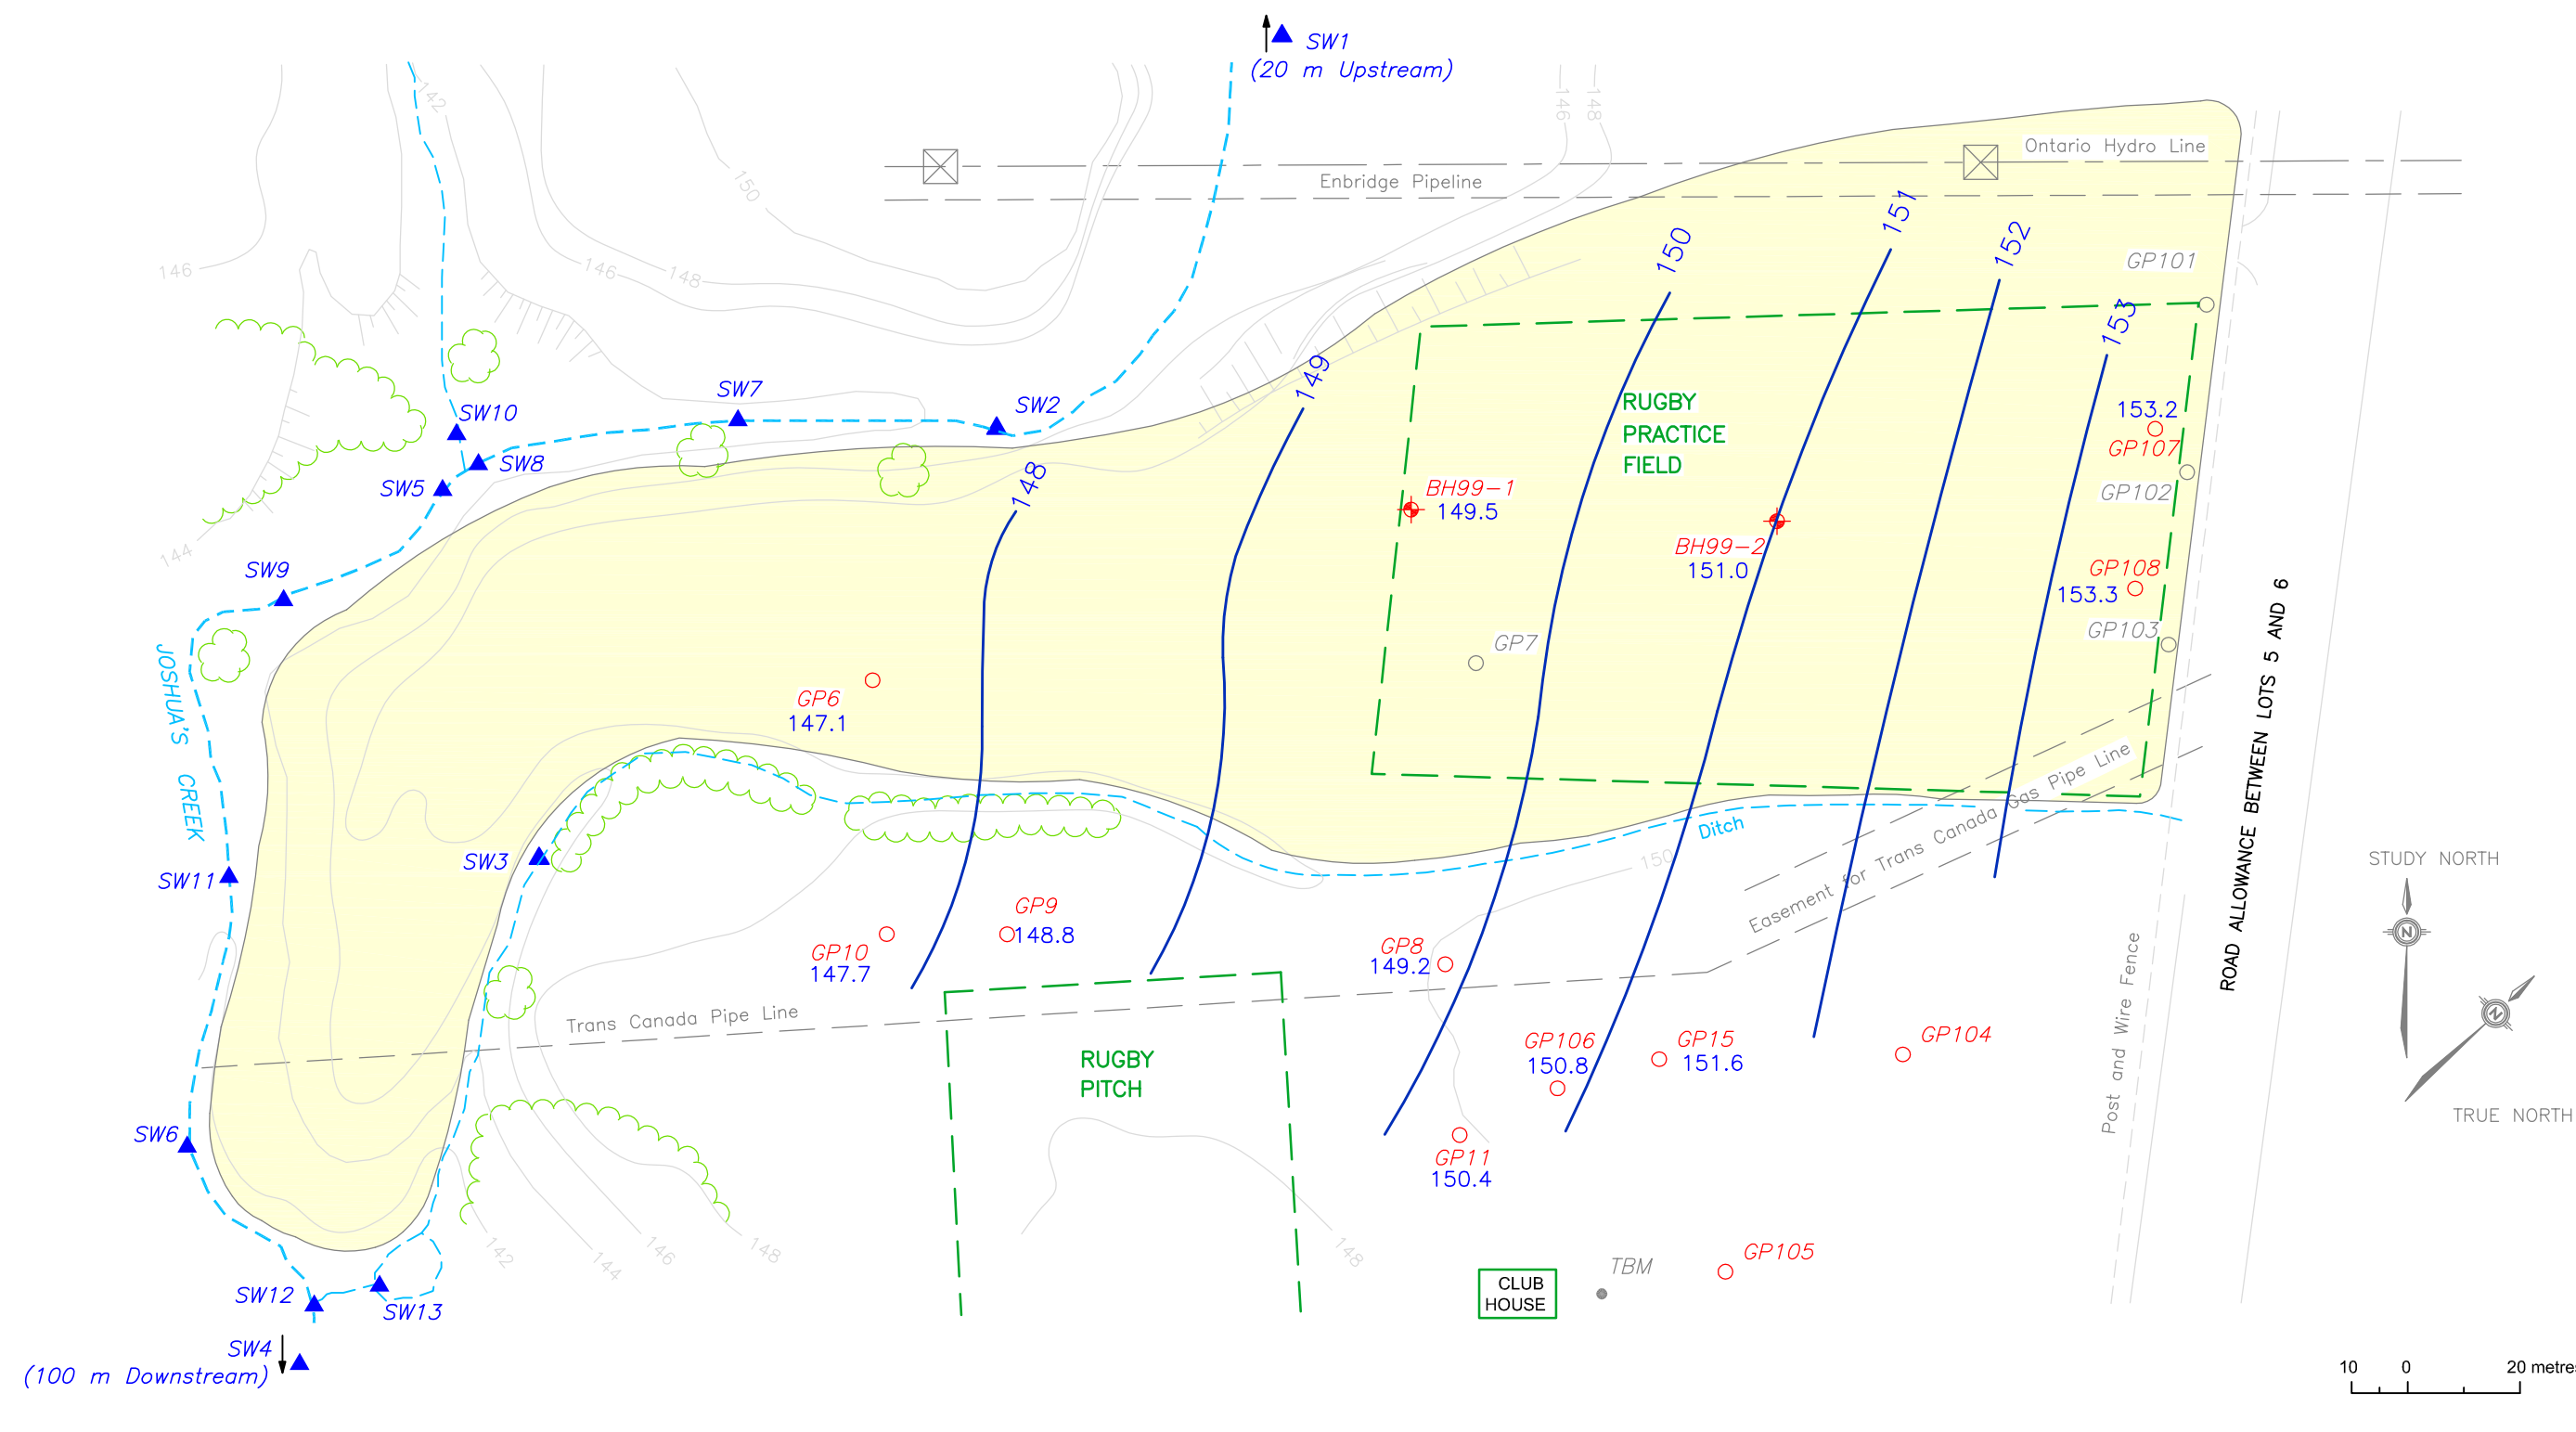 SW1
(20 m Upstream)
142
150
146
148
Ontario Hydro Line
Enbridge Pipeline
151
150
152
GP101
146
146
148
153
149
SW7
SW2
SW10
RUGBY
PRACTICE
FIELD
153.2
GP107
SW8
SW5
148
BH99-1
149.5
GP102
144
SW9
BH99-2
151.0
GP108
153.3
GP103
GP7
JOSHUA'S CREEK
GP6
147.1
ROAD ALLOWANCE BETWEEN LOTS 5 AND 6
Easement for Trans Canada Gas Pipe Line
Ditch
150
SW3
SW11
STUDY NORTH
N
GP9
148.8
GP10
147.7
GP8
149.2
Post and Wire Fence
Trans Canada Pipe Line
N
TRUE NORTH
RUGBY
PITCH
GP106
150.8
GP15
151.6
GP104
SW6
GP11
150.4
142
144
146
148
148
GP105
TBM
CLUB
HOUSE
SW12
SW13
SW4
(100 m Downstream)
10 0 20 metres